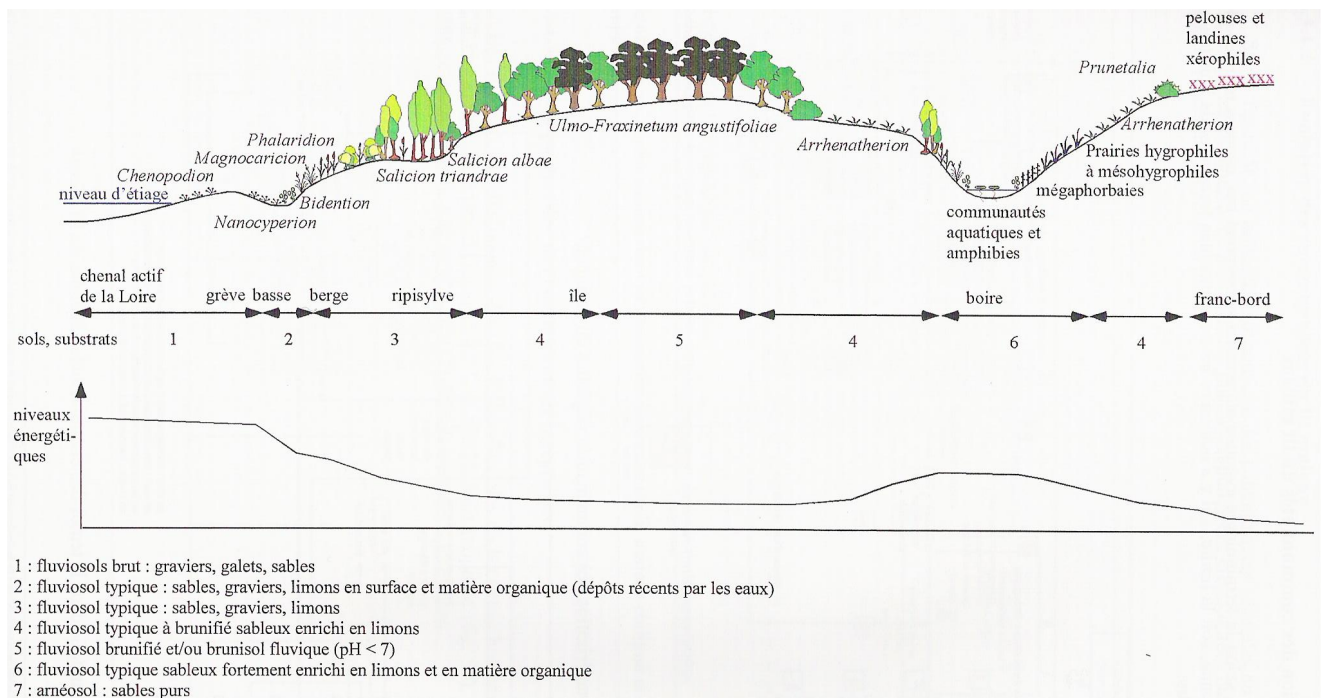 pelouses et
landines
xérophiles
Prunetalia
XXX XXX XXX
Ulmo-Fraxinetum angustifoliae
Phalaridion
Magnocaricion
Chenopodion
niveau d'étiage
Nanocyperion
Bidention
Salicion albae
Salicion triandrae
Arrhenatherion
Arrhenatherion
Prairies hygrophiles
à mésohygrophiles
mégaphorbaies
communautés
aquatiques et
amphibies
chenal actif
de la Loire
grève basse berge ripisylve île boire franc-bord
sols, substrats 1 2 3 4 5 4 6 4 7
niveaux
énergéti-
ques
1 : fluviosols brut : graviers, galets, sables
2 : fluviosol typique : sables, graviers, limons en surface et matière organique (dépôts récents par les eaux)
3 : fluviosol typique : sables, graviers, limons
4 : fluviosol typique à brunifié sableux enrichi en limons
5 : fluviosol brunifié et/ou brunisol fluvique (pH < 7)
6 : fluviosol typique sableux fortement enrichi en limons et en matière organique
7 : arnéosol : sables purs